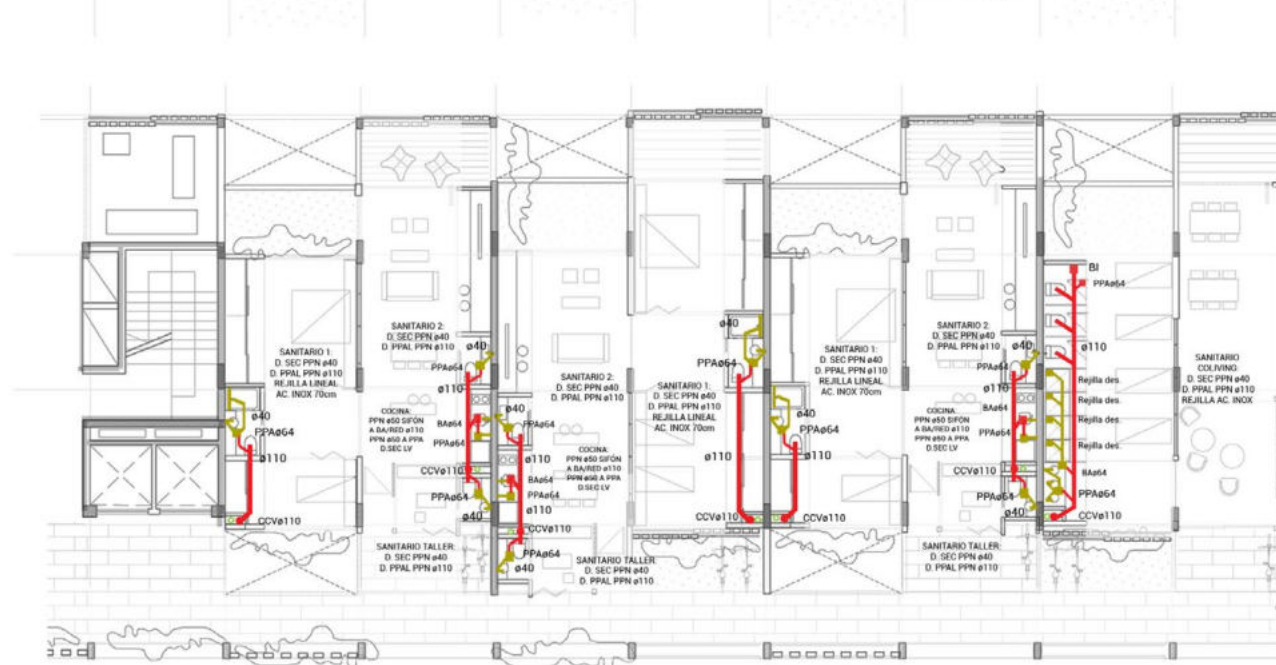 SANITARIO 1:
D. SEC PPN ø40
D. PPAL PPN ø110
REJILLA LINEAL
AC. INOX 70cm
ø40
PPAø64
ø110
CCVø110
SANITARIO 2:
D. SEC PPN ø40
D. PPAL PPN ø110
ø40
PPAø64
ø110
COCINA:
PPN ø50 SIFÓN
A BA/RED ø110
PPN ø50 A PPA
D.SEC LV
BAø64
PPAø64
CCVø110
PPAø64
ø40
SANITARIO TALLER:
D. SEC PPN ø40
D. PPAL PPN ø110
SANITARIO 2:
D. SEC PPN ø40
D. PPAL PPN ø110
ø40
PPAø64
ø110
COCINA:
PPN ø50 SIFÓN
A BA/RED ø110
PPN ø50 A PPA
D.SEC LV
BAø64
PPAø64
ø110
CCVø110
PPAø64
ø40
SANITARIO TALLER:
D. SEC PPN ø40
D. PPAL PPN ø110
SANITARIO 1:
D. SEC PPN ø40
D. PPAL PPN ø110
REJILLA LINEAL
AC. INOX 70cm
ø40
PPAø64
ø110
CCVø110
SANITARIO 1:
D. SEC PPN ø40
D. PPAL PPN ø110
REJILLA LINEAL
AC. INOX 70cm
ø40
PPAø64
ø110
CCVø110
SANITARIO 2:
D. SEC PPN ø40
D. PPAL PPN ø110
ø40
PPAø64
ø110
COCINA:
PPN ø50 SIFÓN
A BA/RED ø110
PPN ø50 A PPA
D.SEC LV
BAø64
PPAø64
CCVø110
PPAø64
ø40
SANITARIO TALLER:
D. SEC PPN ø40
D. PPAL PPN ø110
BI
PPAø64
ø110
Rejilla des.
Rejilla des.
Rejilla des.
Rejilla des.
BAø64
PPAø64
CCVø110
SANITARIO
COLIVING:
D. SEC PPN ø40
D. PPAL PPN ø110
REJILLA AC. INOX